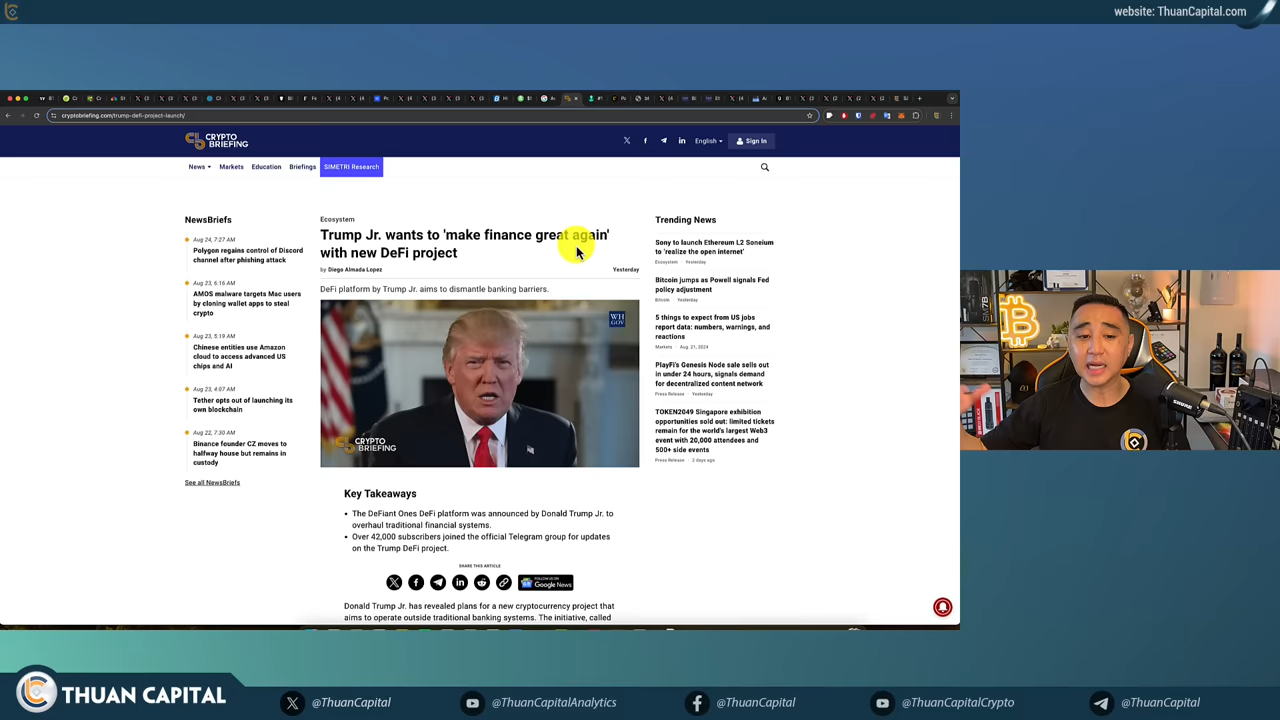 website: ThuanCapital.com
cryptobriefing.com/trump-defi-project-launch/
CRYPTO
BRIEFING
English
Sign In
News
Markets
Education
Briefings
SIMETRI Research
NewsBriefs
Aug 24, 7:27 AM
Polygon regains control of Discord
channel after phishing attack
Aug 23, 6:16 AM
AMOS malware targets Mac users
by cloning wallet apps to steal
crypto
Aug 23, 5:19 AM
Chinese entities use Amazon
cloud to access advanced US
chips and AI
Aug 23, 4:07 AM
Tether opts out of launching its
own blockchain
Aug 22, 7:30 AM
Binance founder CZ moves to
halfway house but remains in
custody
See all NewsBriefs
Ecosystem
Trump Jr. wants to 'make finance great again'
with new DeFi project
by Diego Almada Lopez
Yesterday
DeFi platform by Trump Jr. aims to dismantle banking barriers.
WH
GOV
CRYPTO
BRIEFING
Key Takeaways
• The DeFiant Ones DeFi platform was announced by Donald Trump Jr. to
overhaul traditional financial systems.
• Over 42,000 subscribers joined the official Telegram group for updates
on the Trump DeFi project.
SHARE THIS ARTICLE
FOLLOW US ON
Google News
Donald Trump Jr. has revealed plans for a new cryptocurrency project that
aims to operate outside traditional banking systems. The initiative, called
Trending News
Sony to launch Ethereum L2 Soneium
to 'realize the open internet'
Ecosystem Yesterday
Bitcoin jumps as Powell signals Fed
policy adjustment
Bitcoin Yesterday
5 things to expect from US jobs
report data: numbers, warnings, and
reactions
Markets Aug. 21, 2024
PlayFi's Genesis Node sale sells out
in under 24 hours, signals demand
for decentralized content network
Press Release Yesterday
TOKEN2049 Singapore exhibition
opportunities sold out: limited tickets
remain for the world's largest Web3
event with 20,000 attendees and
500+ side events
Press Release 2 days ago
SM7B
SHURE
THUAN CAPITAL
@ThuanCapital
@ThuanCapitalAnalytics
@ThuanCapital
@ThuanCapitalCrypto
@ThuanCapital